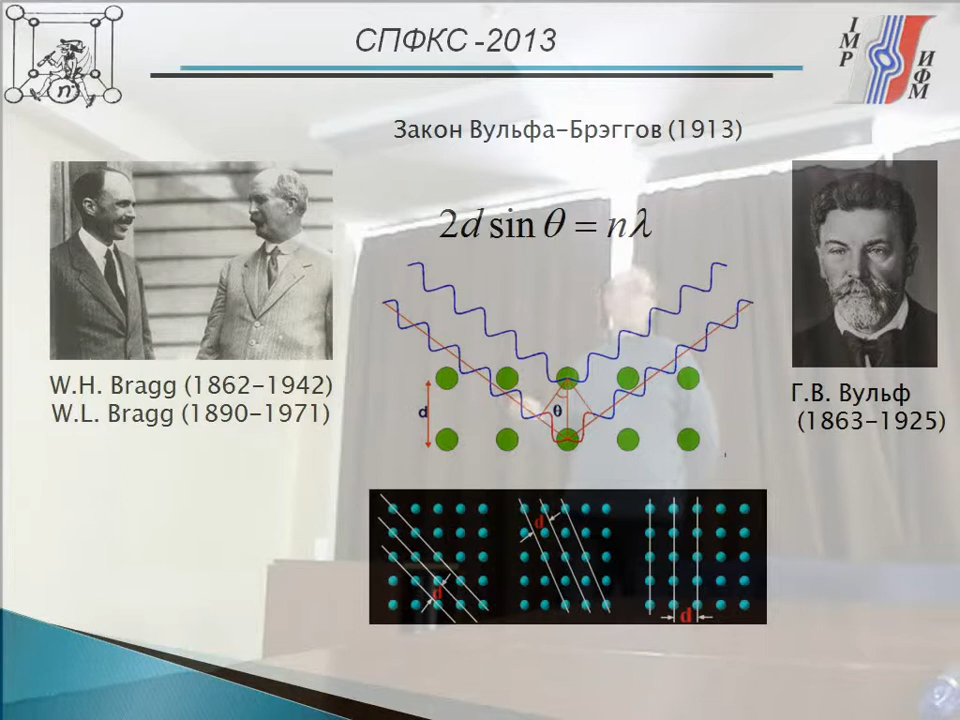 СПФКС -2013
I
M
P
И
Ф
М
n
Закон Вульфа-Брэггов (1913)
2d sin θ = nλ
W.H. Bragg (1862-1942)
W.L. Bragg (1890-1971)
Г.В. Вульф
(1863-1925)
d
θ
d
d
d